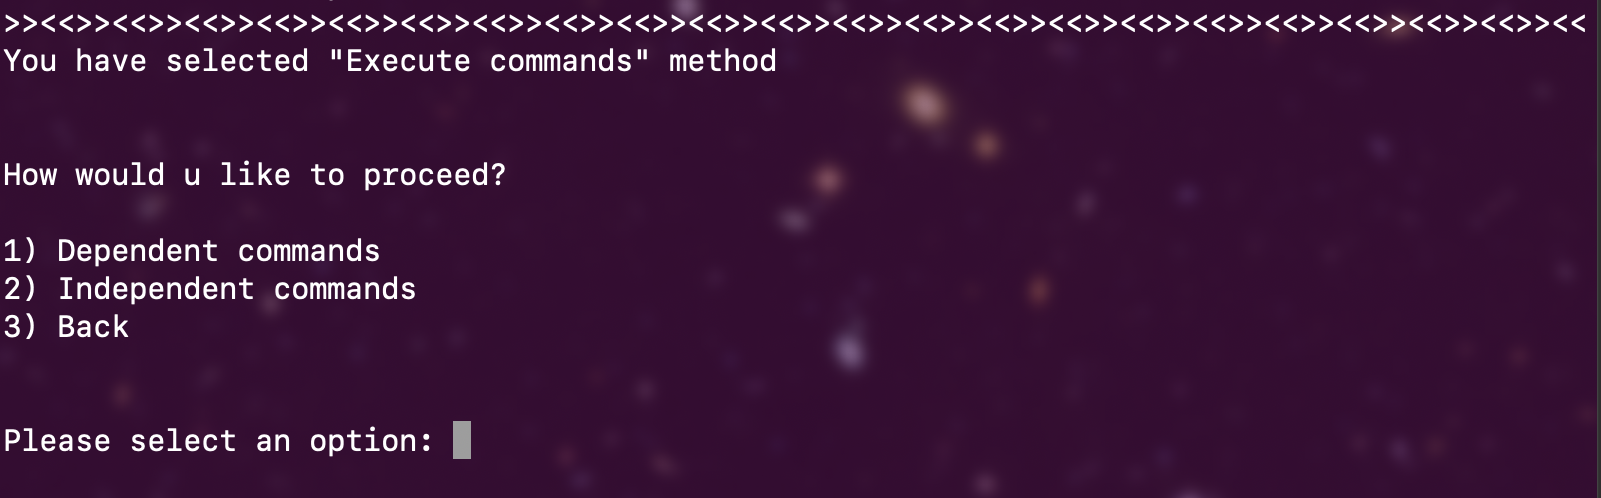 >><<>><<>><<>><<>><<>><<>><<>><<>><<>><<>><<>><<>><<>><<>><<>><<>><<>><<>><<>><<>><<>><<
You have selected "Execute commands" method
How would u like to proceed?
1) Dependent commands
2) Independent commands
3) Back
Please select an option: